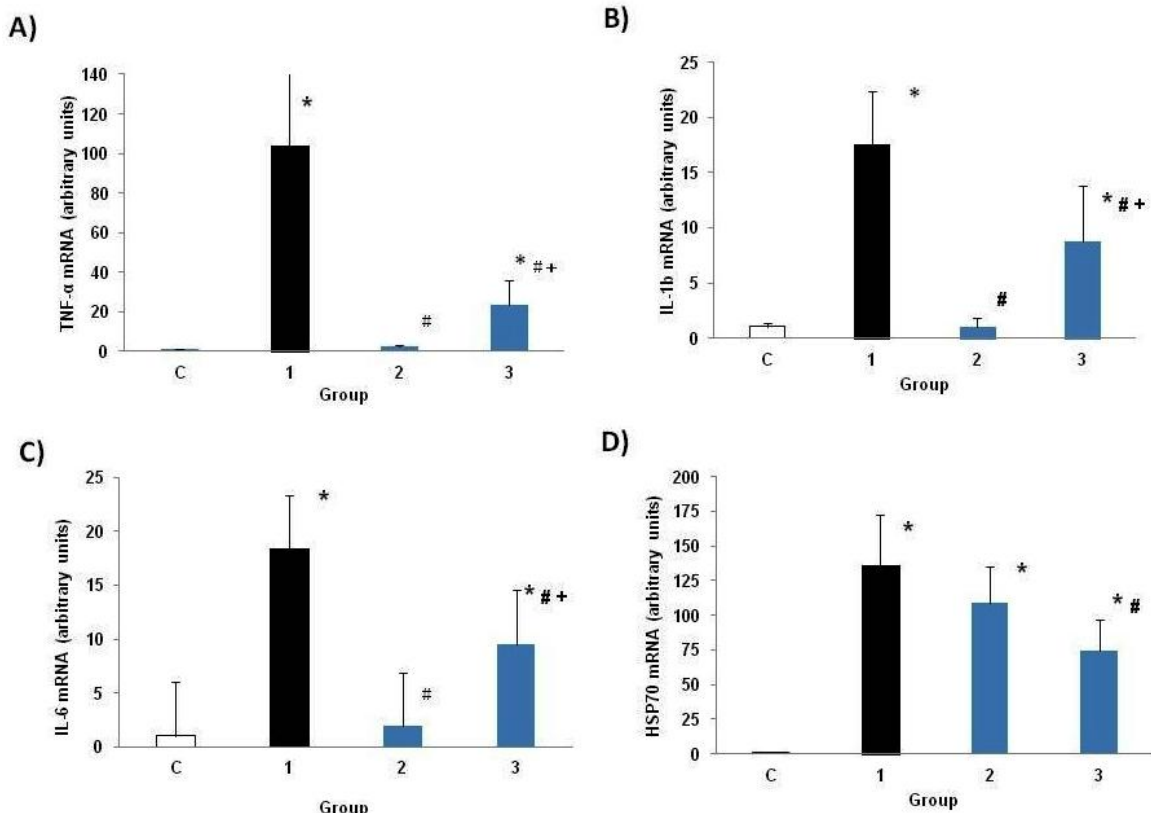 A)
TNF-α mRNA (arbitrary units)
140
120
100
80
60
40
20
0
*
#
* # +
C 1 2 3
Group
B)
IL-1b mRNA (arbitrary units)
25
20
15
10
5
0
*
#
* # +
C 1 2 3
Group
C)
IL-6 mRNA (arbitrary units)
25
20
15
10
5
0
*
#
* # +
C 1 2 3
Group
D)
HSP70 mRNA (arbitrary units)
200
175
150
125
100
75
50
25
0
*
*
* #
C 1 2 3
Group